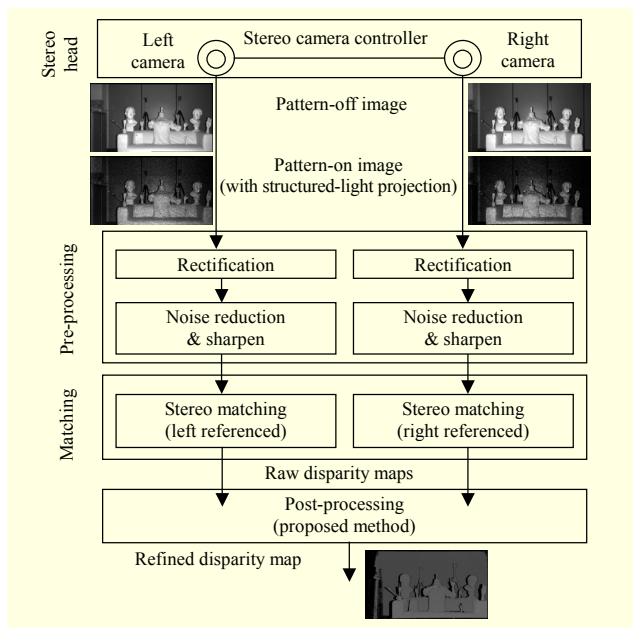 Stereo
head
Left
camera
Stereo camera controller
Right
camera
Pattern-off image
Pattern-on image
(with structured-light projection)
Pre-processing
Rectification
Rectification
Noise reduction
& sharpen
Noise reduction
& sharpen
Matching
Stereo matching
(left referenced)
Stereo matching
(right referenced)
Raw disparity maps
Post-processing
(proposed method)
Refined disparity map